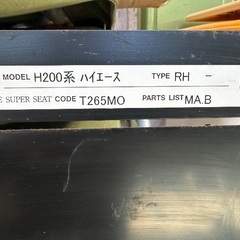 MODEL H200系 ハイエース TYPE RH -
SUPER SEAT CODE T265MO PARTS LIST MA.B